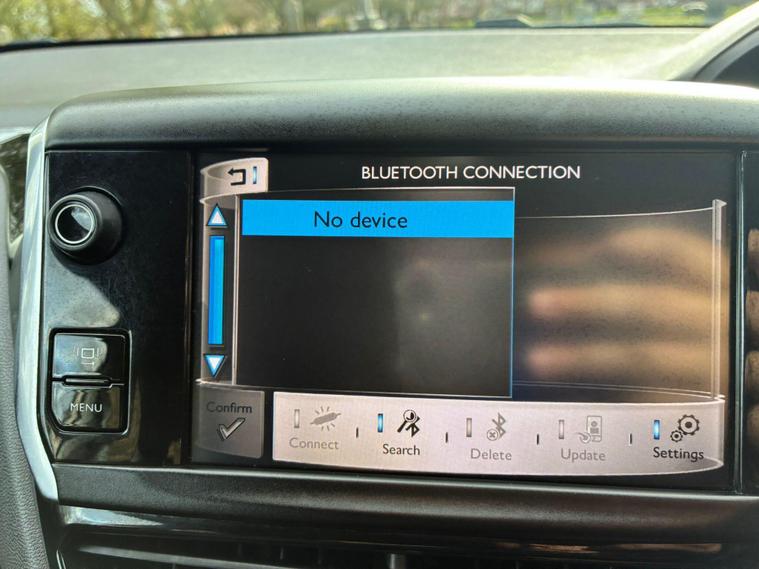 BLUETOOTH CONNECTION
No device
MENU
Confirm
Connect
Search
Delete
Update
Settings